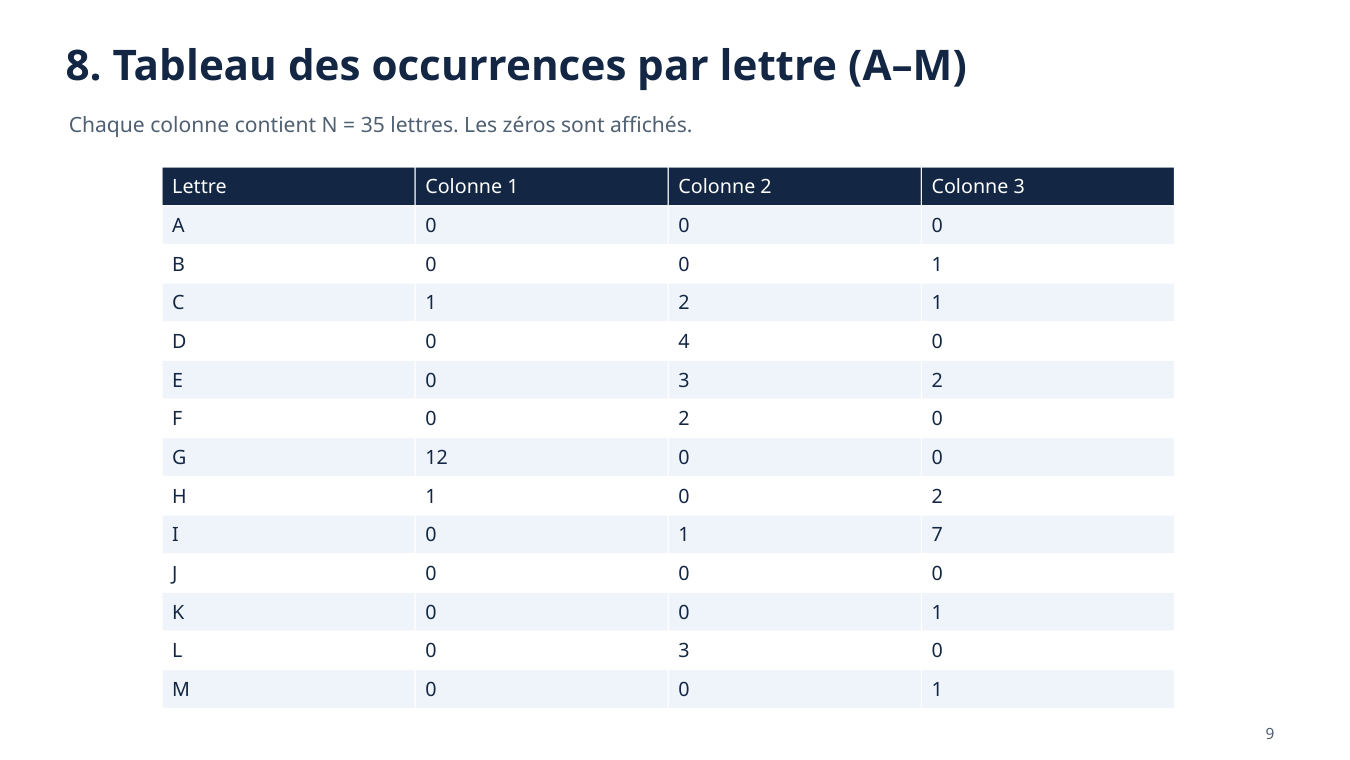 8. Tableau des occurrences par lettre (A–M)
Chaque colonne contient N = 35 lettres. Les zéros sont affichés.
Lettre Colonne 1 Colonne 2 Colonne 3
A 0 0 0
B 0 0 1
C 1 2 1
D 0 4 0
E 0 3 2
F 0 2 0
G 12 0 0
H 1 0 2
I 0 1 7
J 0 0 0
K 0 0 1
L 0 3 0
M 0 0 1
9